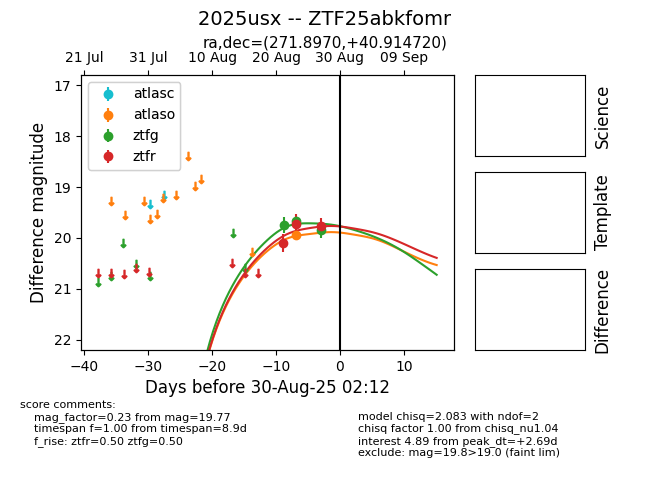 2025usx -- ZTF25abkfomr
ra,dec=(271.8970,+40.914720)
21 Jul 31 Jul 10 Aug 20 Aug 30 Aug 09 Sep
17
18
19
20
21
22
Difference magnitude
atlasc
atlaso
ztfg
ztfr
−40 −30 −20 −10 0 10
Days before 30-Aug-25 02:12
Science
Template
Difference
score comments:
mag_factor=0.23 from mag=19.77
timespan f=1.00 from timespan=8.9d
f_rise: ztfr=0.50 ztfg=0.50
model chisq=2.083 with ndof=2
chisq factor 1.00 from chisq_nu1.04
interest 4.89 from peak_dt=+2.69d
exclude: mag=19.8>19.0 (faint lim)